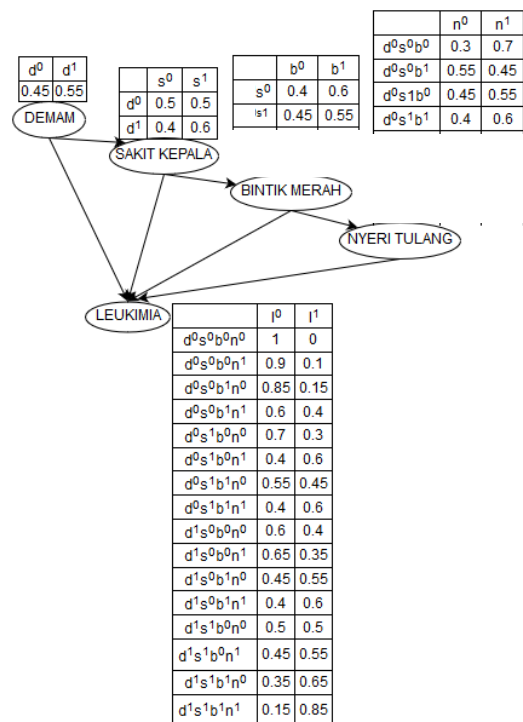 d⁰ d¹
0.45 0.55
DEMAM
s⁰ s¹
d⁰ 0.5 0.5
d¹ 0.4 0.6
SAKIT KEPALA
b⁰ b¹
s⁰ 0.4 0.6
s1 0.45 0.55
BINTIK MERAH
n⁰ n¹
d⁰s⁰b⁰ 0.3 0.7
d⁰s⁰b¹ 0.55 0.45
d⁰s1b⁰ 0.45 0.55
d⁰s¹b¹ 0.4 0.6
NYERI TULANG
LEUKIMIA
l⁰ l¹
d⁰s⁰b⁰n⁰ 1 0
d⁰s⁰b⁰n¹ 0.9 0.1
d⁰s⁰b¹n⁰ 0.85 0.15
d⁰s⁰b¹n¹ 0.6 0.4
d⁰s¹b⁰n⁰ 0.7 0.3
d⁰s¹b⁰n¹ 0.4 0.6
d⁰s¹b¹n⁰ 0.55 0.45
d⁰s¹b¹n¹ 0.4 0.6
d¹s⁰b⁰n⁰ 0.6 0.4
d¹s⁰b⁰n¹ 0.65 0.35
d¹s⁰b¹n⁰ 0.45 0.55
d¹s⁰b¹n¹ 0.4 0.6
d¹s¹b⁰n⁰ 0.5 0.5
d¹s¹b⁰n¹ 0.45 0.55
d¹s¹b¹n⁰ 0.35 0.65
d¹s¹b¹n¹ 0.15 0.85